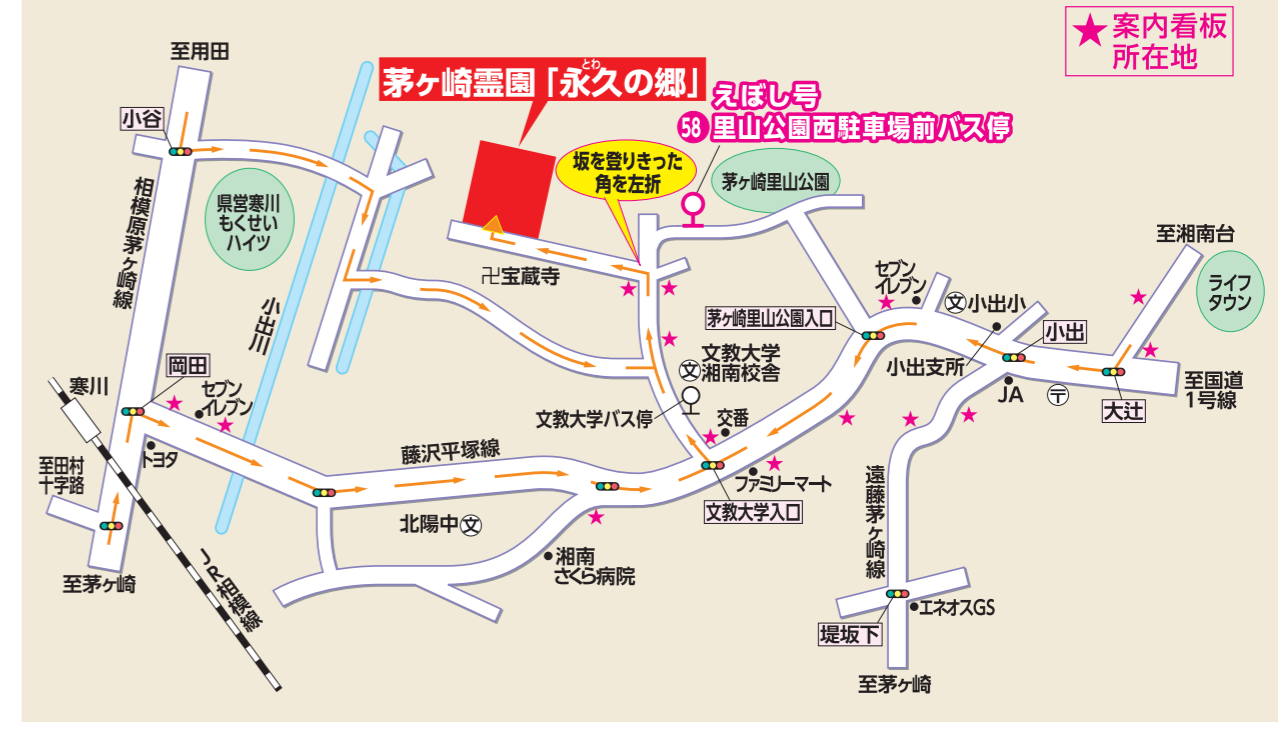 ★案内看板
所在地
至用田
とわ
茅ヶ崎霊園「永久の郷」
えぼし号
58 里山公園西駐車場前バス停
小谷
坂を登りきった
角を左折
茅ヶ崎里山公園
相模原茅ヶ崎線
県営寒川
もくせい
ハイツ
至湘南台
ライフ
タウン
卍宝蔵寺
セブン
イレブン
文小出小
小出川
茅ヶ崎里山公園入口
小出
岡田
小出支所
文教大学
文湘南校舎
寒川
セブン
イレブン
JA
〒
至国道
1号線
大辻
文教大学バス停
交番
藤沢平塚線
トヨタ
至田村
十字路
ファミリーマート
遠藤茅ヶ崎線
文教大学入口
北陽中文
湘南
さくら病院
至茅ヶ崎
JR相模線
エネオスGS
堤坂下
至茅ヶ崎